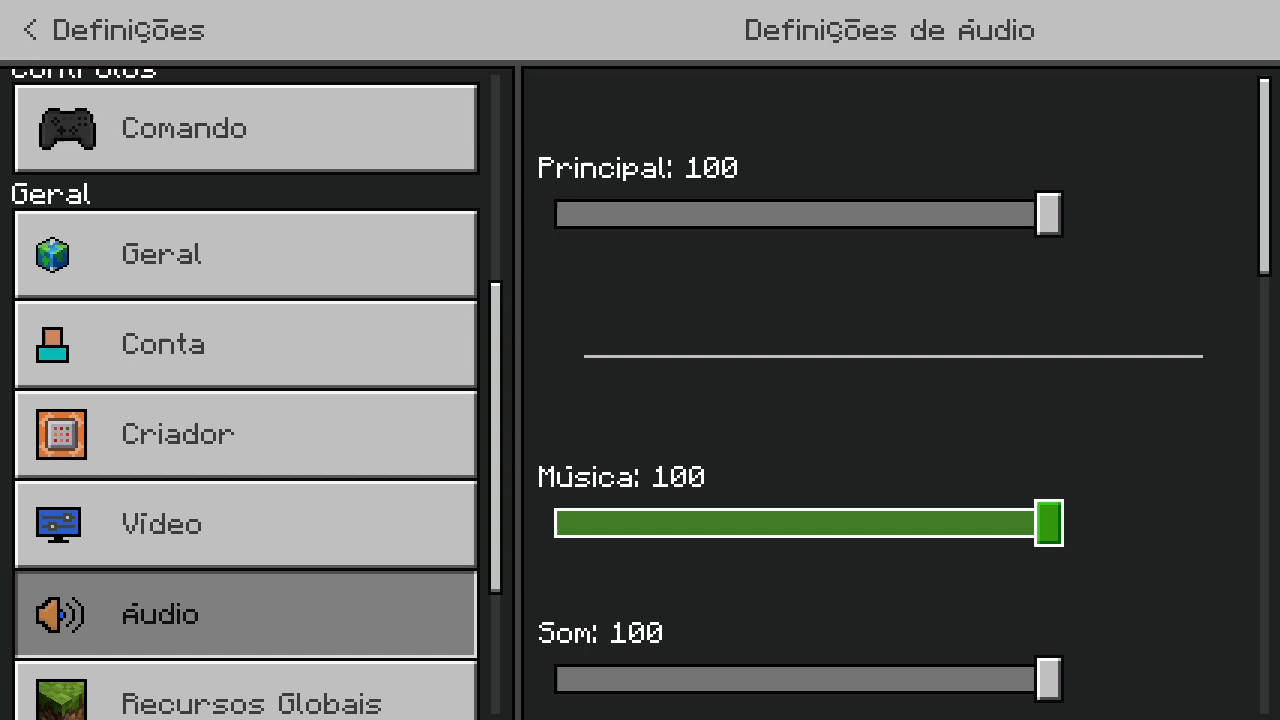 Definições
Definições de Áudio
Controlos
Comando
Geral
Geral
Conta
Criador
Vídeo
Áudio
Recursos Globais
Principal: 100
Música: 100
Som: 100